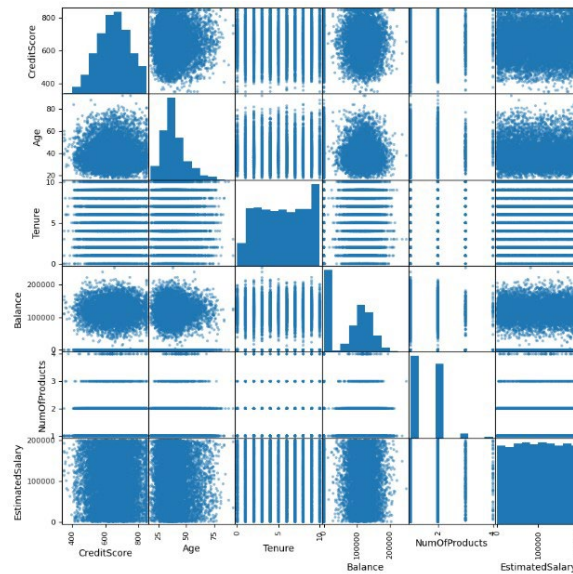 CreditScore
800
600
400
Age
80
60
40
20
Tenure
10
5
0
Balance
200000
100000
0
NumOfProducts
4
3
2
1
EstimatedSalary
200000
100000
0
400 600 800 25 50 75 0 5 10 100000 200000 2 4 100000
CreditScore Age Tenure Balance NumOfProducts EstimatedSalary